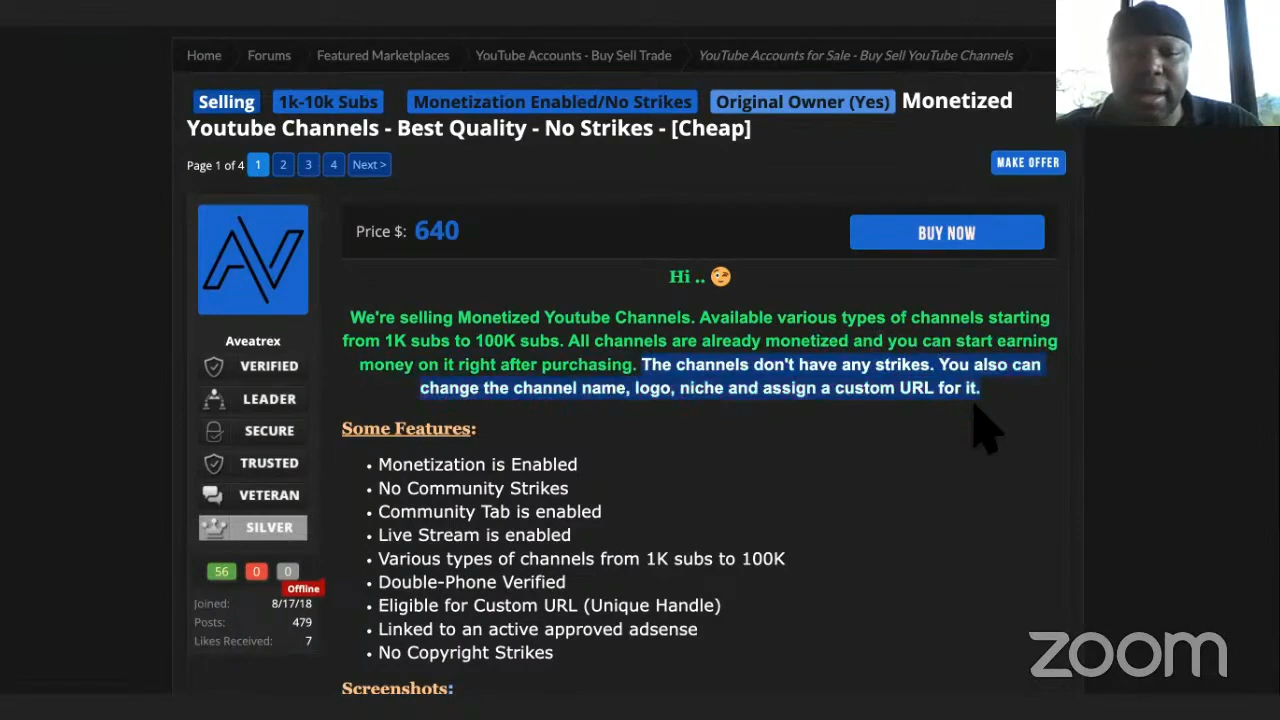 Home Forums Featured Marketplaces YouTube Accounts - Buy Sell Trade YouTube Accounts for Sale - Buy Sell YouTube Channels
Selling 1k-10k Subs Monetization Enabled/No Strikes Original Owner (Yes) Monetized
Youtube Channels - Best Quality - No Strikes - [Cheap]
Page 1 of 4 1 2 3 4 Next >
MAKE OFFER
AV
Price $: 640
BUY NOW
Hi ..
We're selling Monetized Youtube Channels. Available various types of channels starting
from 1K subs to 100K subs. All channels are already monetized and you can start earning
money on it right after purchasing. The channels don't have any strikes. You also can
change the channel name, logo, niche and assign a custom URL for it.
Aveatrex
VERIFIED
LEADER
SECURE
TRUSTED
VETERAN
SILVER
56 0 0
Offline
Joined: 8/17/18
Posts: 479
Likes Received: 7
Some Features:
• Monetization is Enabled
• No Community Strikes
• Community Tab is enabled
• Live Stream is enabled
• Various types of channels from 1K subs to 100K
• Double-Phone Verified
• Eligible for Custom URL (Unique Handle)
• Linked to an active approved adsense
• No Copyright Strikes
Screenshots:
zoom